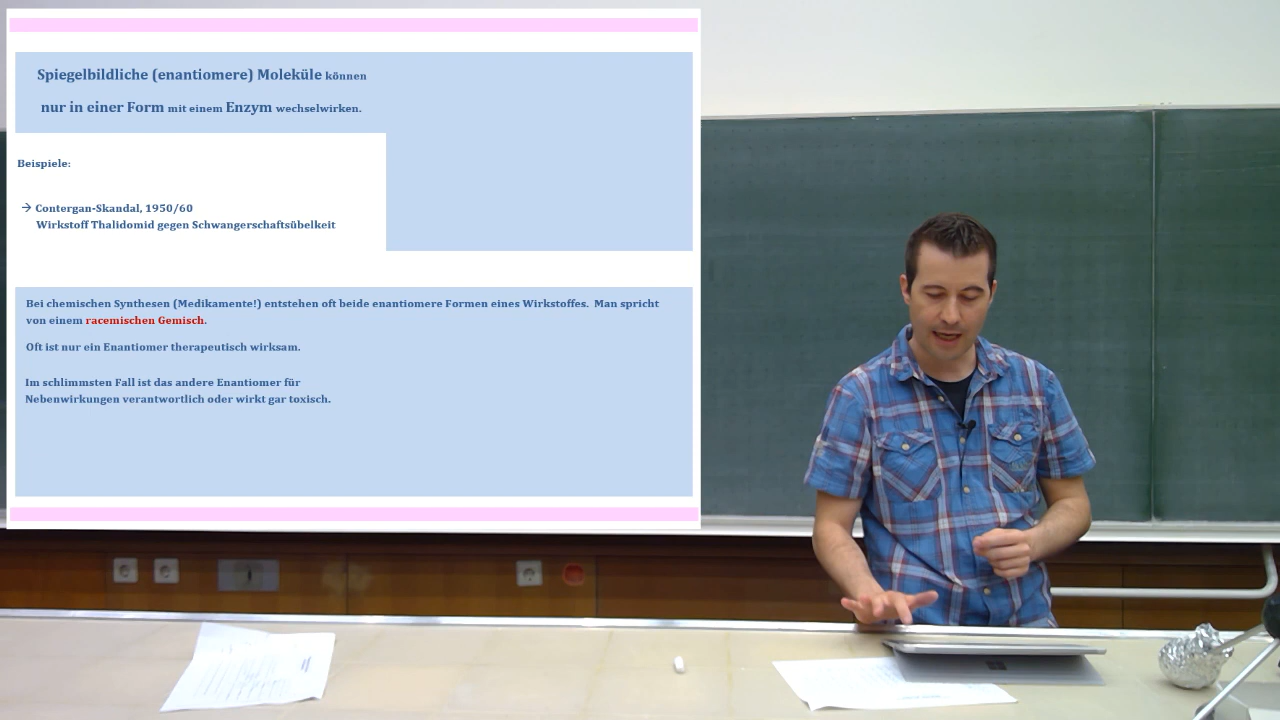 Spiegelbildliche (enantiomere) Moleküle können
nur in einer Form mit einem Enzym wechselwirken.
Beispiele:
→ Contergan-Skandal, 1950/60
Wirkstoff Thalidomid gegen Schwangerschaftsübelkeit
Bei chemischen Synthesen (Medikamente!) entstehen oft beide enantiomere Formen eines Wirkstoffes. Man spricht
von einem racemischen Gemisch.
Oft ist nur ein Enantiomer therapeutisch wirksam.
Im schlimmsten Fall ist das andere Enantiomer für
Nebenwirkungen verantwortlich oder wirkt gar toxisch.